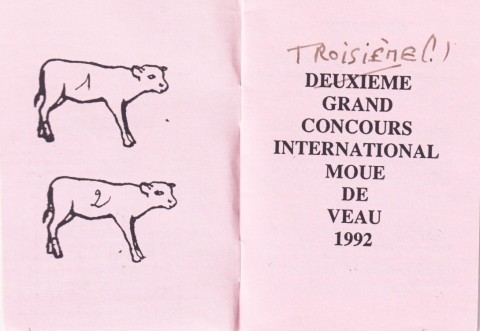 1
2
TROISIÈME(!)
DEUXIEME
GRAND
CONCOURS
INTERNATIONAL
MOUE
DE
VEAU
1992